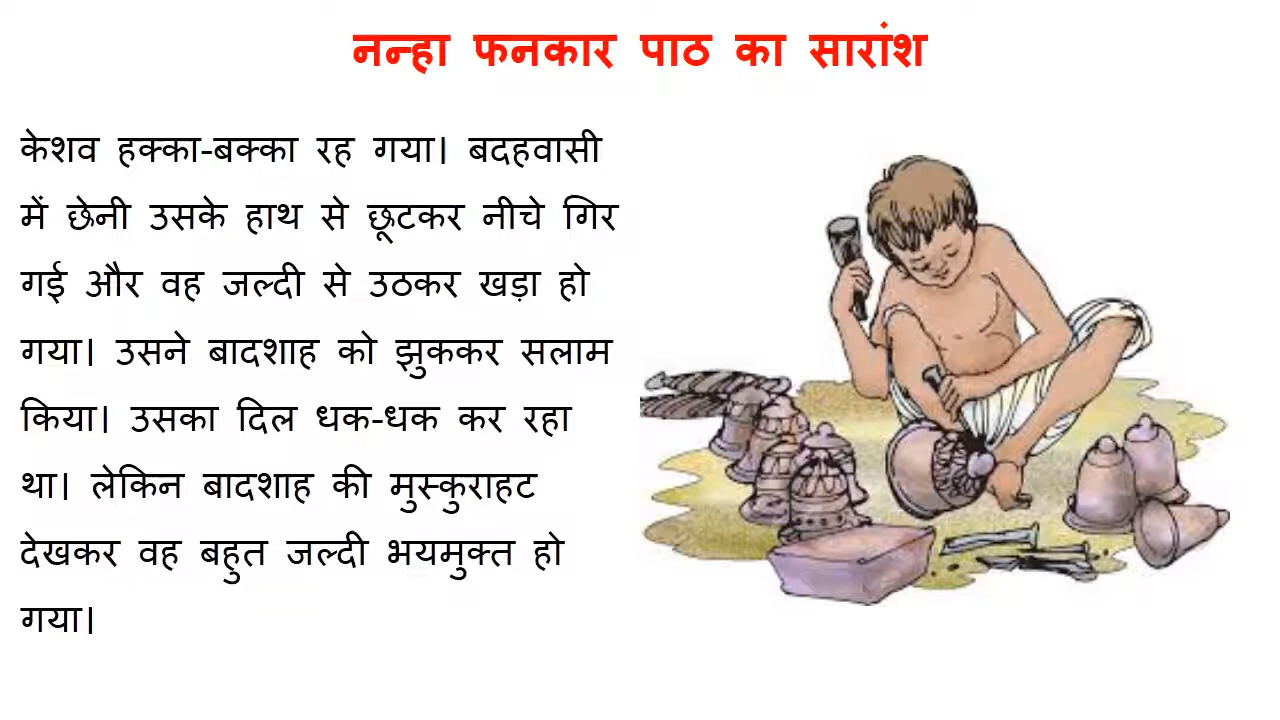 नन्हा फनकार पाठ का सारांश
केशव हक्का-बक्का रह गया। बदहवासी
में छेनी उसके हाथ से छूटकर नीचे गिर
गई और वह जल्दी से उठकर खड़ा हो
गया। उसने बादशाह को झुककर सलाम
किया। उसका दिल धक-धक कर रहा
था। लेकिन बादशाह की मुस्कुराहट
देखकर वह बहुत जल्दी भयमुक्त हो
गया।